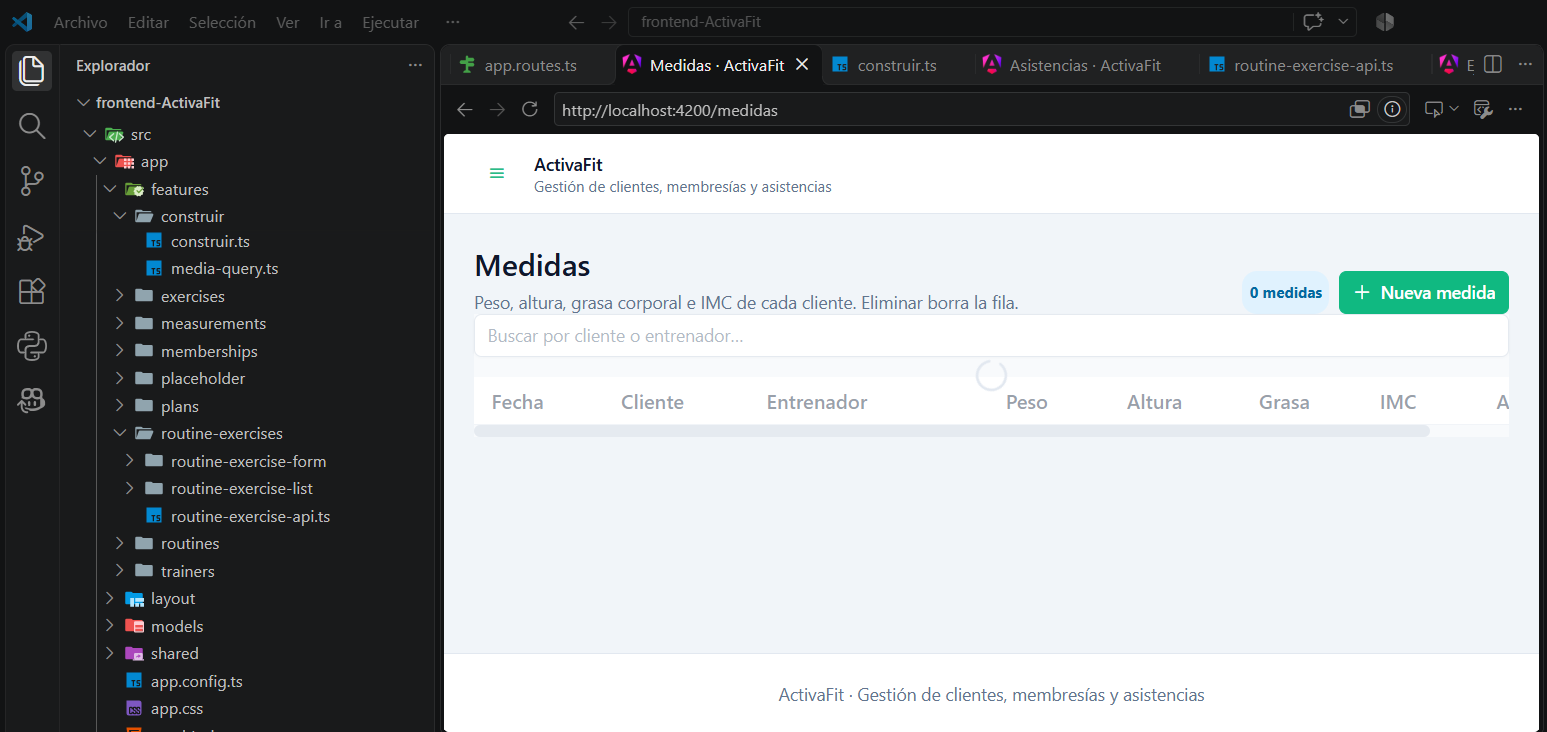 Archivo Editar Selección Ver Ir a Ejecutar ··· frontend-ActivaFit
Explorador ···
frontend-ActivaFit
src
app
features
construir
construir.ts
media-query.ts
exercises
measurements
memberships
placeholder
plans
routine-exercises
routine-exercise-form
routine-exercise-list
routine-exercise-api.ts
routines
trainers
layout
models
shared
app.config.ts
app.css
app.routes.ts Medidas · ActivaFit construir.ts Asistencias · ActivaFit routine-exercise-api.ts E ···
http://localhost:4200/medidas ···
ActivaFit
Gestión de clientes, membresías y asistencias
Medidas
Peso, altura, grasa corporal e IMC de cada cliente. Eliminar borra la fila.
0 medidas + Nueva medida
Buscar por cliente o entrenador...
Fecha Cliente Entrenador Peso Altura Grasa IMC A
ActivaFit · Gestión de clientes, membresías y asistencias